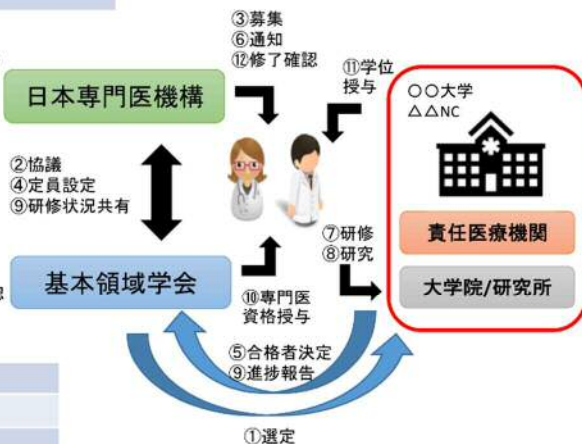 ③募集
⑥通知
⑫修了確認
⑪学位
授与
○○大学
△△NC
日本専門医機構
②協議
④定員設定
⑨研修状況共有
⑦研修
⑧研究
責任医療機関
基本領域学会
大学院/研究所
⑩専門医
資格授与
⑤合格者決定
⑨進捗報告
①選定